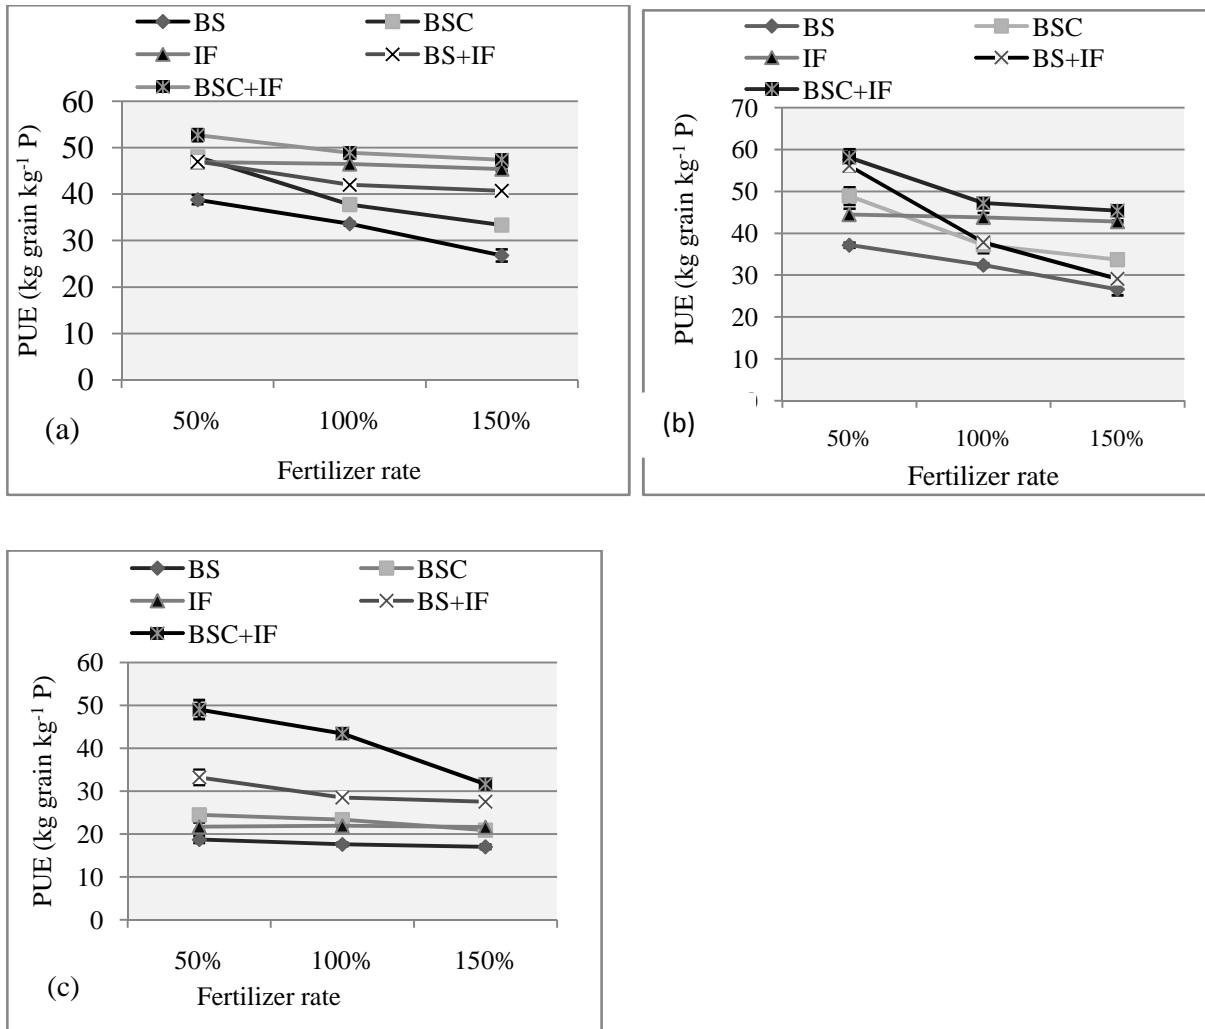 BS BSC
IF BS+IF
BSC+IF
60
50
40
30
20
10
0
PUE (kg grain kg⁻¹ P)
50% 100% 150%
(a)
Fertilizer rate
BS BSC
IF BS+IF
BSC+IF
70
60
50
40
30
20
10
PUE (kg grain kg⁻¹ P)
50% 100% 150%
(b)
Fertilizer rate
BS BSC
IF BS+IF
BSC+IF
60
50
40
30
20
10
0
PUE (kg grain kg⁻¹ P)
50% 100% 150%
(c)
Fertilizer rate